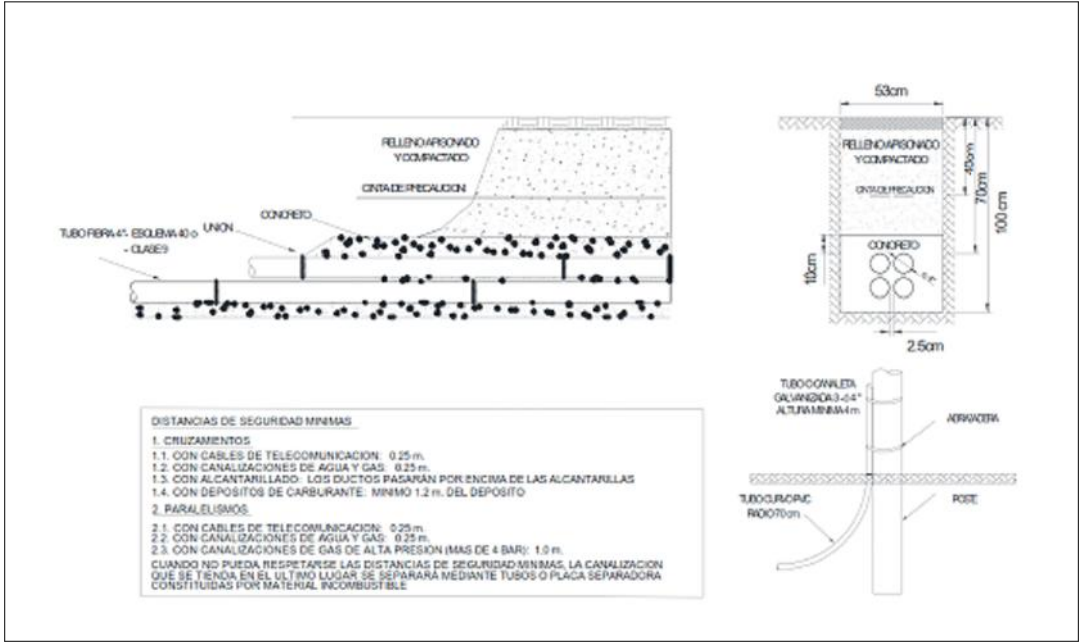 RELLENO APISONADO
Y COMPACTADO
CINTA DE PRECAUCION
CONCRETO
UNION
TUBO FIBRA 4"- ESQUEMA 40 o
- CLASE 9
53cm
RELLENO APISONADO
Y COMPACTADO
CINTA DE PRECAUCION
40cm
70cm
100 cm
CONCRETO
10cm
2.5cm
TUBO O CANALETA
GALVANIZADA 3 -o 4"
ALTURA MINIMA 4 m
ABRAZADERA
TUBO CURVO PVC
RADIO 70 cm.
POSTE
DISTANCIAS DE SEGURIDAD MINIMAS
1. CRUZAMIENTOS
1.1. CON CABLES DE TELECOMUNICACION: 0.25 m.
1.2. CON CANALIZACIONES DE AGUA Y GAS: 0.25 m.
1.3. CON ALCANTARILLADO: LOS DUCTOS PASARÁN POR ENCIMA DE LAS ALCANTARILLAS
1.4. CON DEPOSITOS DE CARBURANTE: MINIMO 1.2 m. DEL DEPOSITO
2. PARALELISMOS
2.1. CON CABLES DE TELECOMUNICACION: 0.25 m.
2.2. CON CANALIZACIONES DE AGUA Y GAS: 0.25 m.
2.3. CON CANALIZACIONES DE GAS DE ALTA PRESION (MAS DE 4 BAR): 1,0 m.
CUANDO NO PUEDA RESPETARSE LAS DISTANCIAS DE SEGURIDAD MINIMAS, LA CANALIZACION
QUE SE TIENDA EN EL ULTIMO LUGAR SE SEPARARÁ MEDIANTE TUBOS O PLACA SEPARADORA
CONSTITUIDAS POR MATERIAL INCOMBUSTIBLE